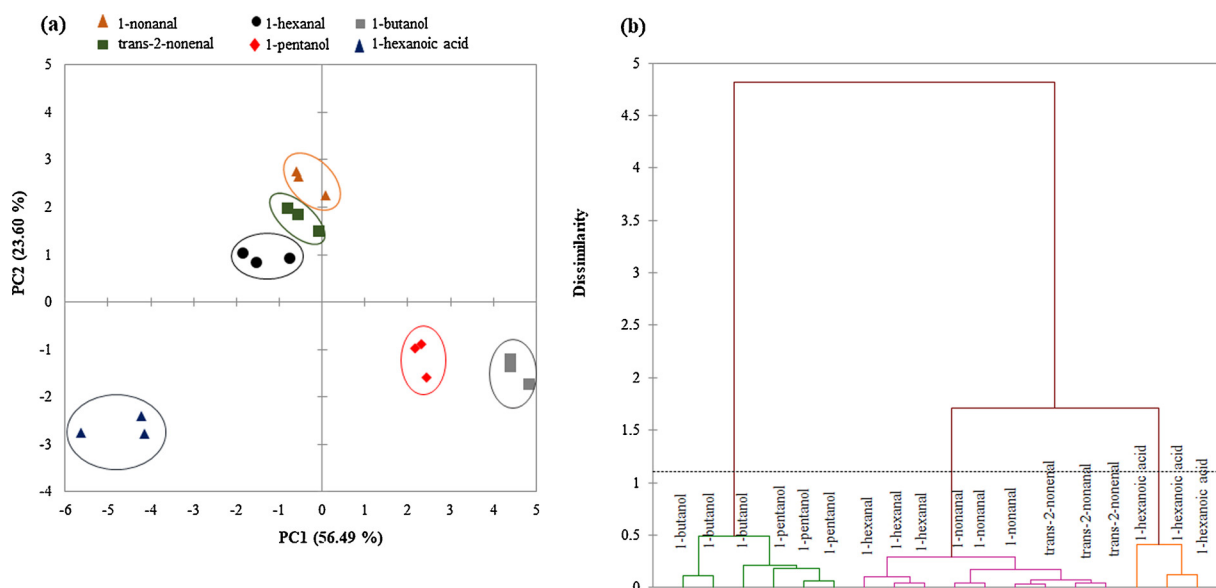 (a)
1-nonanal 1-hexanal 1-butanol
trans-2-nonenal 1-pentanol 1-hexanoic acid
5
4
3
2
1
0
-1
-2
-3
-4
-6 -5 -4 -3 -2 -1 0 1 2 3 4 5
PC2 (23.60 %)
PC1 (56.49 %)
(b)
5
4.5
4
3.5
3
2.5
2
1.5
1
0.5
0
Dissimilarity
1-butanol
1-butanol
1-butanol
1-pentanol
1-pentanol
1-pentanol
1-hexanal
1-hexanal
1-hexanal
1-nonanal
1-nonanal
1-nonanal
trans-2-nonenal
trans-2-nonanal
trans-2-nonenal
1-hexanoic acid
1-hexanoic acid
1-hexanoic acid